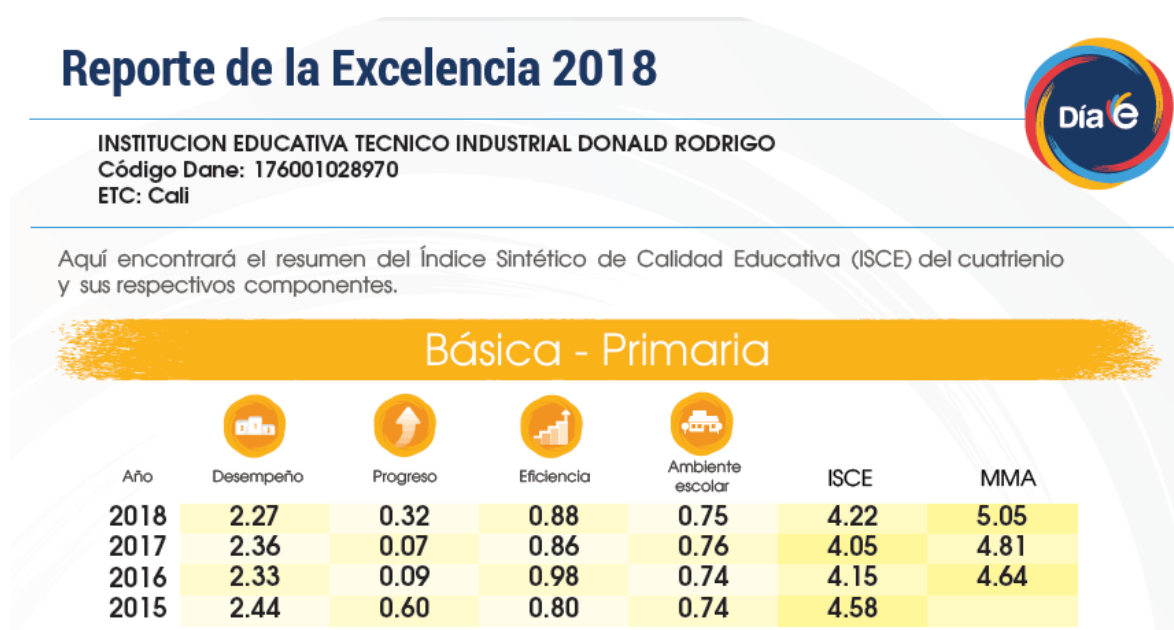 Reporte de la Excelencia 2018
Día é
INSTITUCION EDUCATIVA TECNICO INDUSTRIAL DONALD RODRIGO
Código Dane: 176001028970
ETC: Cali
Aquí encontrará el resumen del Índice Sintético de Calidad Educativa (ISCE) del cuatrienio
y sus respectivos componentes.
Básica - Primaria
Año Desempeño Progreso Eficiencia Ambiente escolar ISCE MMA
2018 2.27 0.32 0.88 0.75 4.22 5.05
2017 2.36 0.07 0.86 0.76 4.05 4.81
2016 2.33 0.09 0.98 0.74 4.15 4.64
2015 2.44 0.60 0.80 0.74 4.58